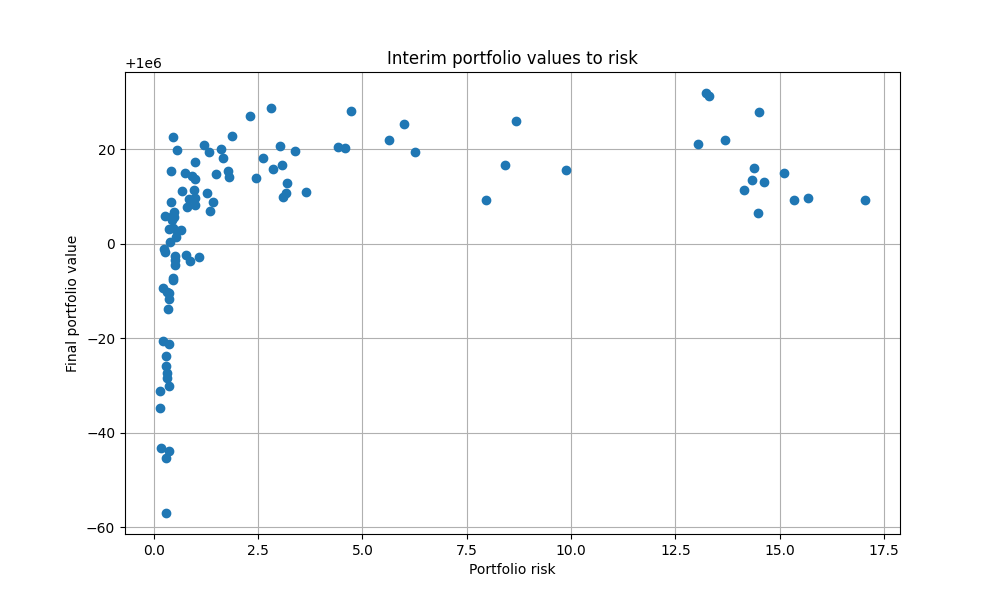 Interim portfolio values to risk
+1e6
20
0
−20
−40
−60
Final portfolio value
0.0 2.5 5.0 7.5 10.0 12.5 15.0 17.5
Portfolio risk